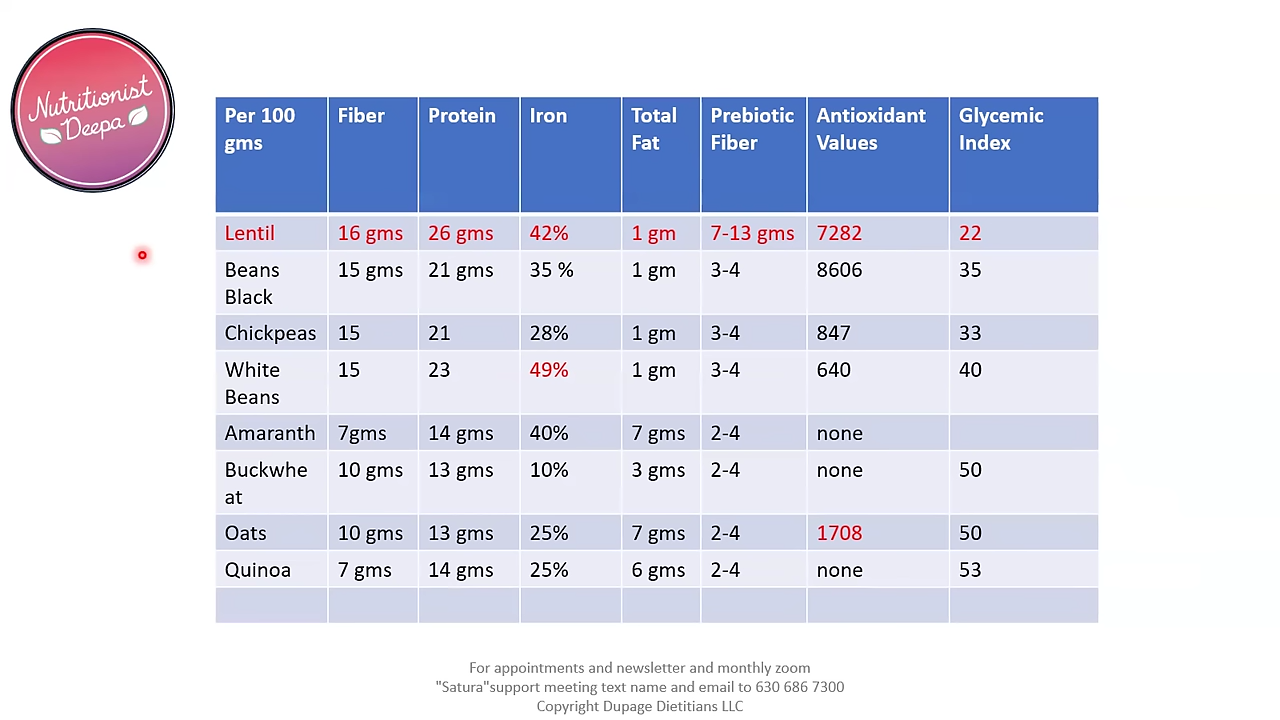 Nutritionist
Deepa
Per 100 gms Fiber Protein Iron Total Fat Prebiotic Fiber Antioxidant Values Glycemic Index
Lentil 16 gms 26 gms 42% 1 gm 7-13 gms 7282 22
Beans Black 15 gms 21 gms 35 % 1 gm 3-4 8606 35
Chickpeas 15 21 28% 1 gm 3-4 847 33
White Beans 15 23 49% 1 gm 3-4 640 40
Amaranth 7gms 14 gms 40% 7 gms 2-4 none
Buckwheat 10 gms 13 gms 10% 3 gms 2-4 none 50
Oats 10 gms 13 gms 25% 7 gms 2-4 1708 50
Quinoa 7 gms 14 gms 25% 6 gms 2-4 none 53
For appointments and newsletter and monthly zoom
"Satura"support meeting text name and email to 630 686 7300
Copyright Dupage Dietitians LLC